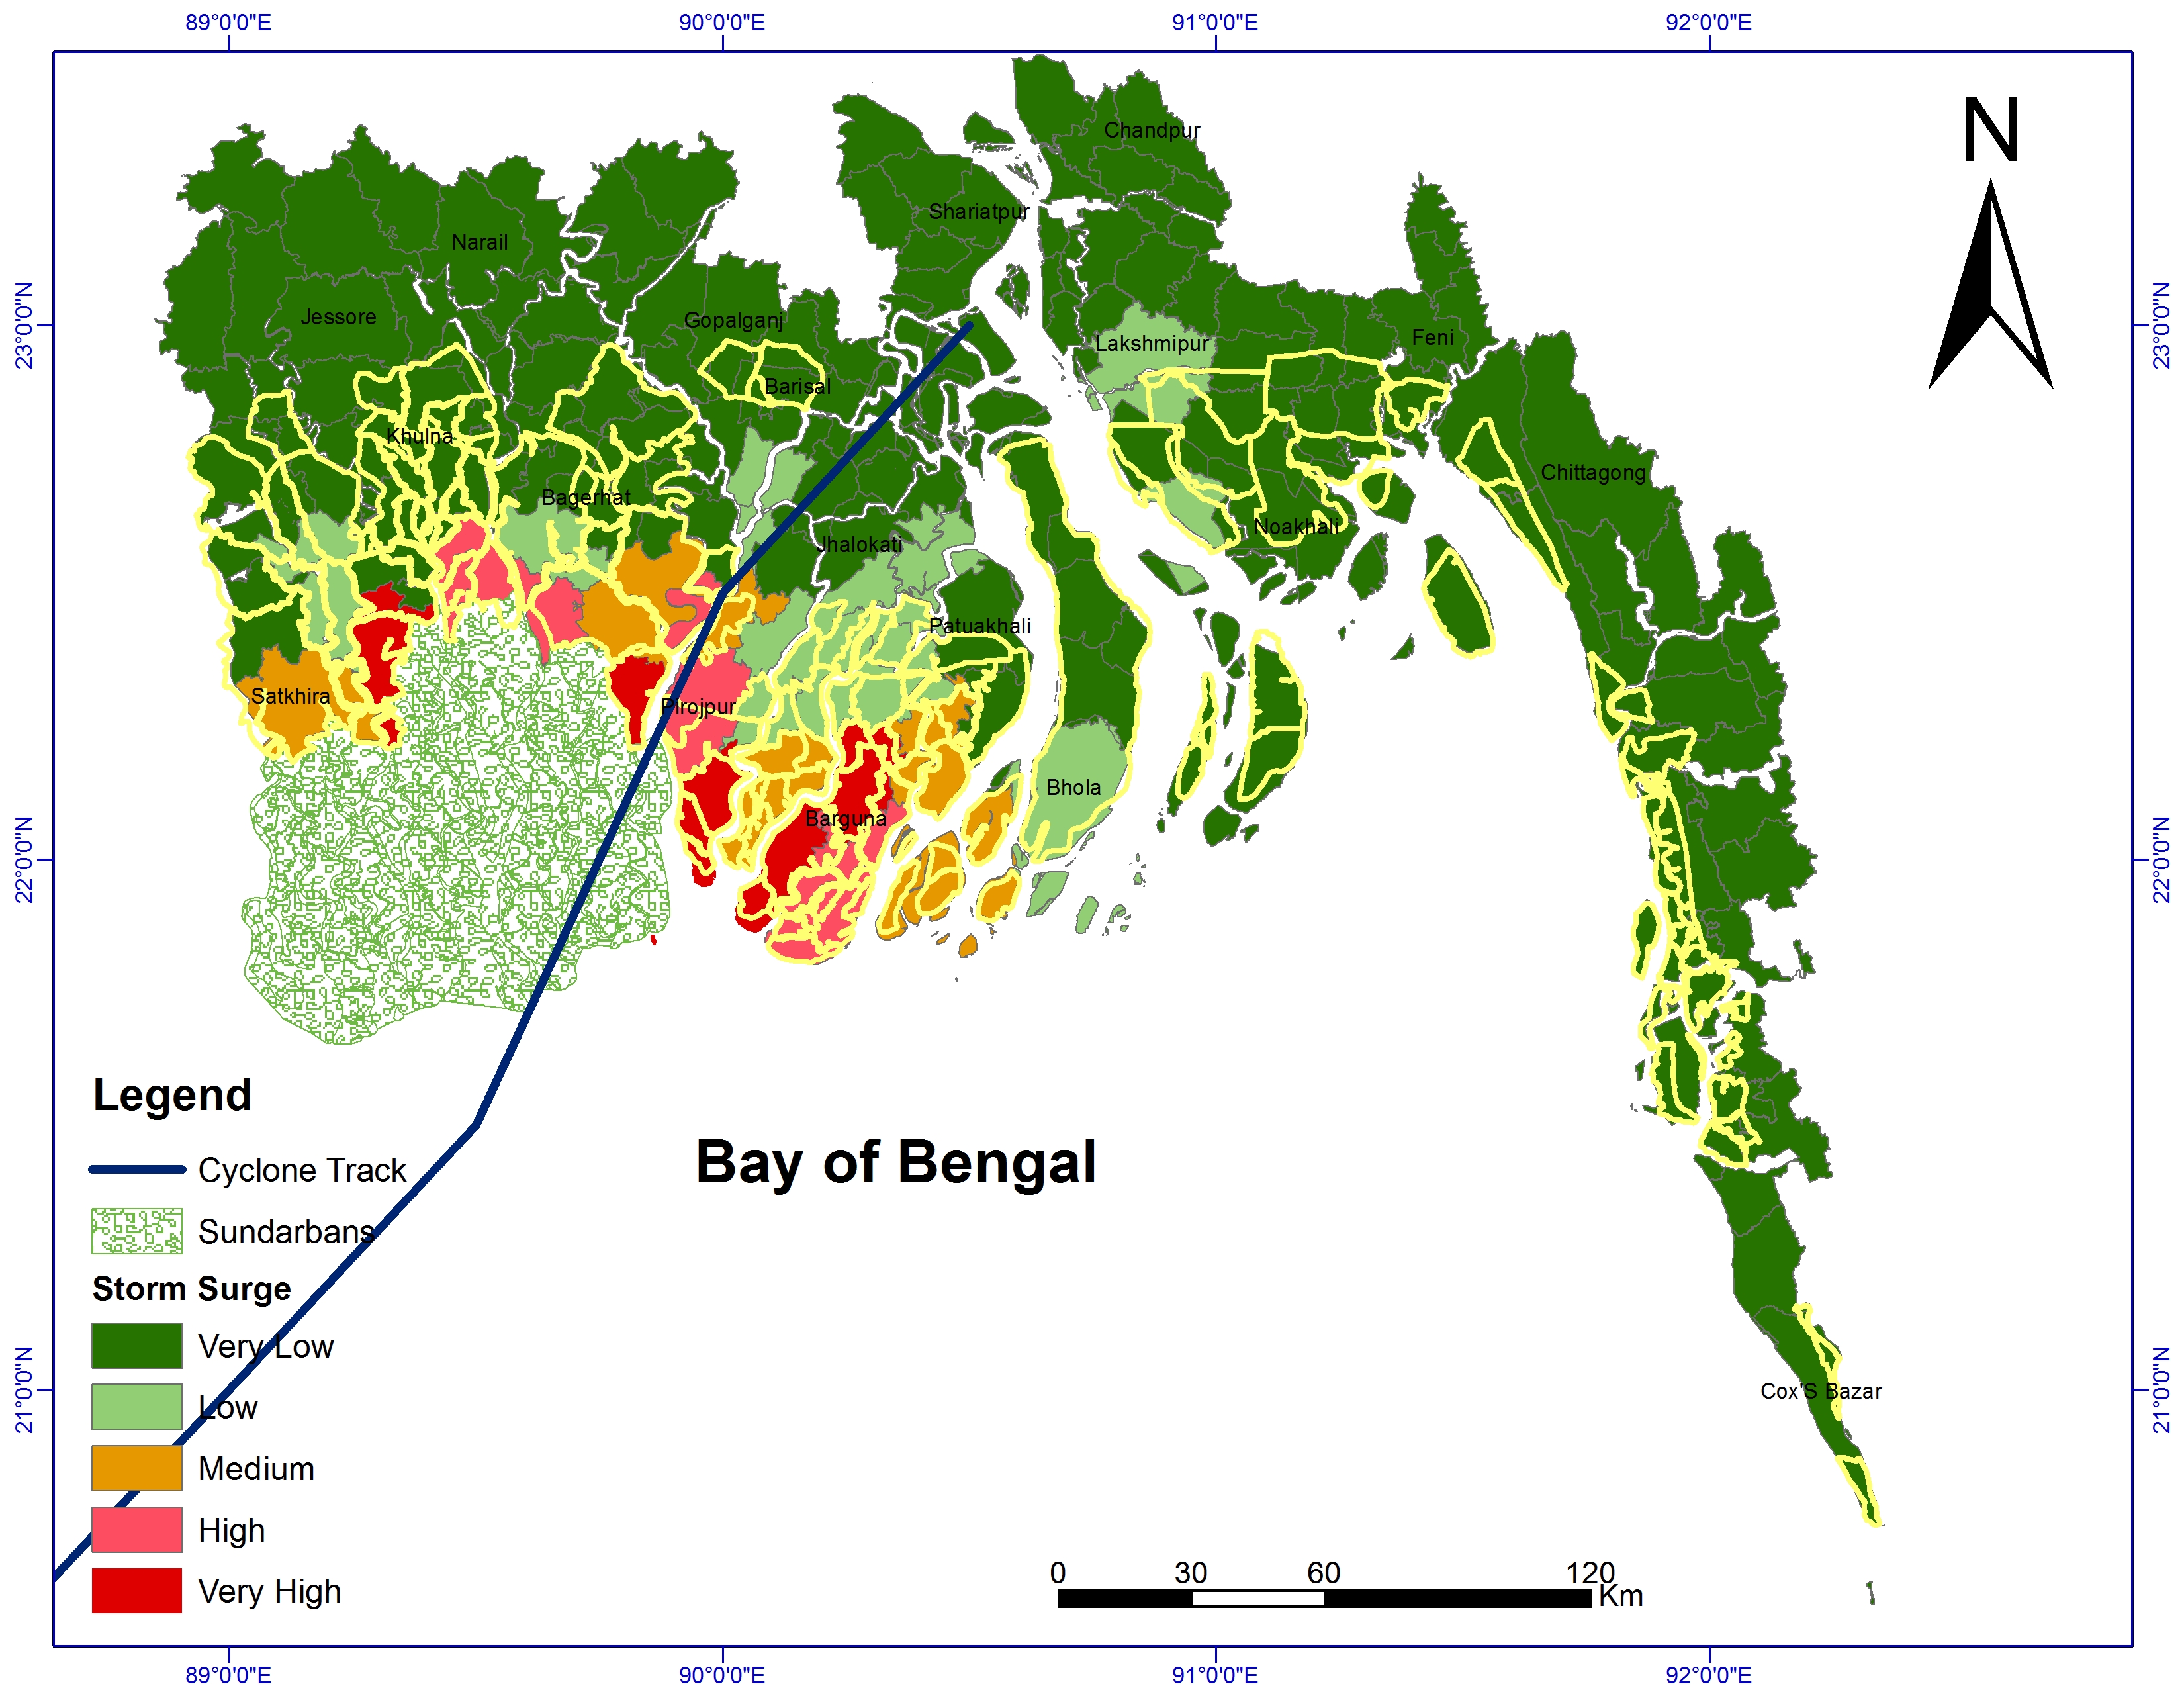 89°0'0"E
90°0'0"E
91°0'0"E
92°0'0"E
N
Chandpur
Shariatpur
Narail
23°0'0"N
23°0'0"N
Jessore
Gopalganj
Feni
Lakshmipur
Barisal
Khulna
Chittagong
Bagerhat
Noakhali
Jhalokati
Patuakhali
Satkhira
Pirojpur
Bhola
Barguna
22°0'0"N
22°0'0"N
Legend
Cyclone Track
Sundarbans
Bay of Bengal
Storm Surge
Very Low
Low
Medium
High
Very High
21°0'0"N
21°0'0"N
Cox'S Bazar
0 30 60 120
Km
89°0'0"E
90°0'0"E
91°0'0"E
92°0'0"E